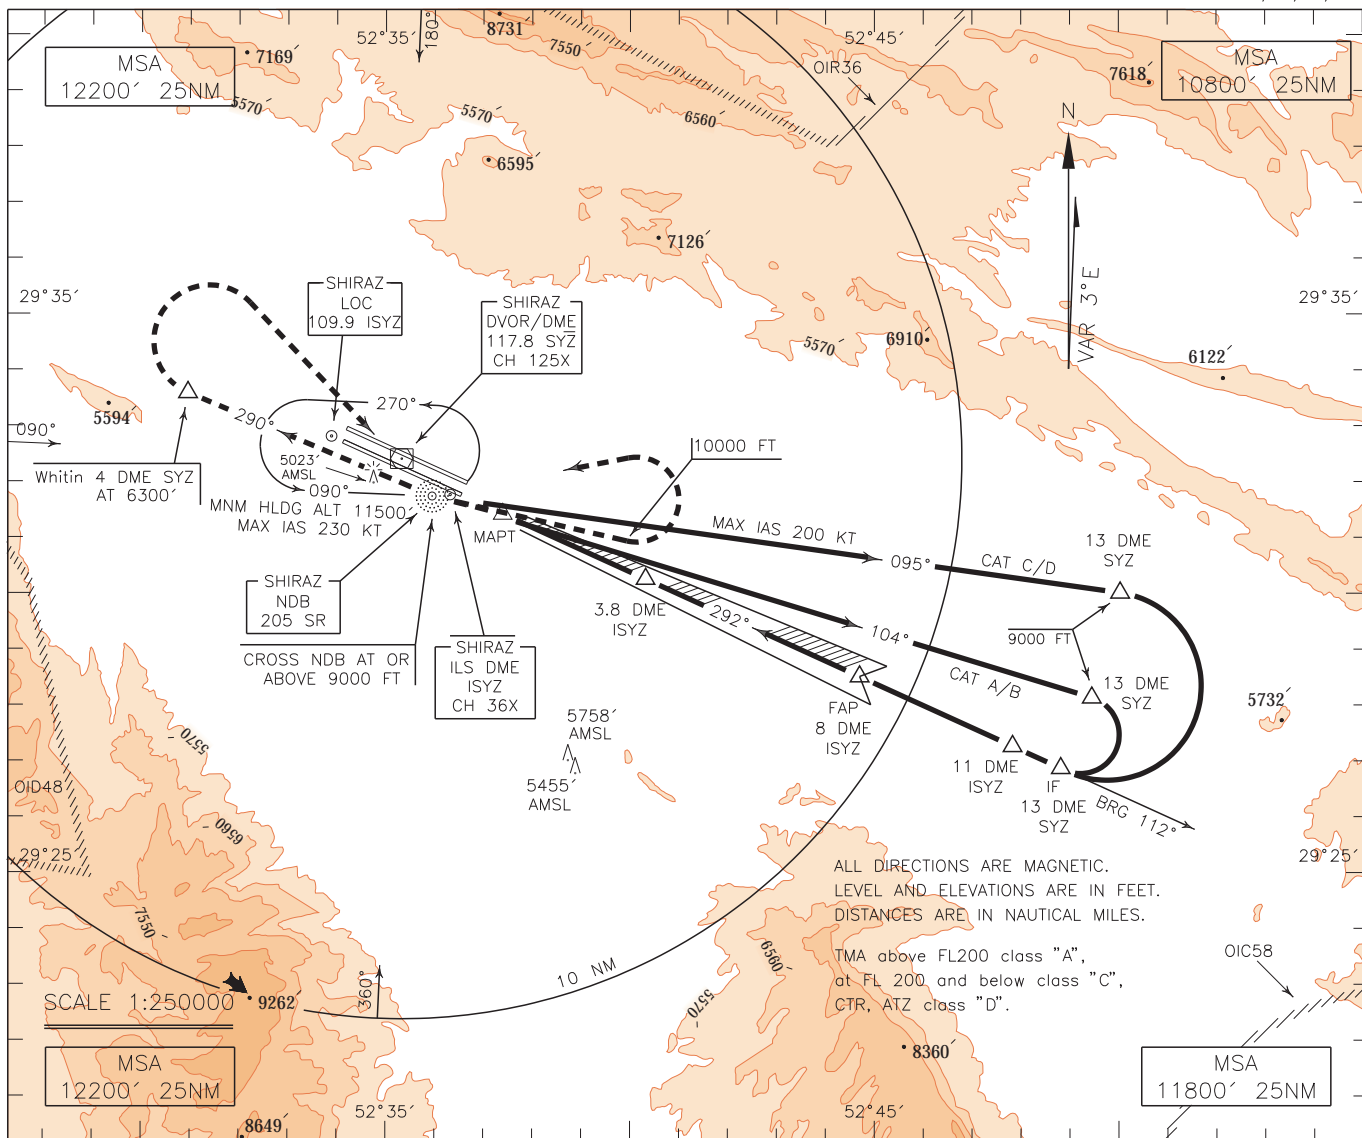 MSA
12200´ 25NM
7169´
5570´
52°35´
180°
8731´
7550´
5570´
6560´
6595´
7126´
52°45´
OIR36
7618´
MSA
10800´ 25NM
N
VAR 3°E
29°35´
29°35´
SHIRAZ
LOC
109.9 ISYZ
SHIRAZ
DVOR/DME
117.8 SYZ
CH 125X
5570´
6910´
6122´
5594´
090°
290°
270°
Whitin 4 DME SYZ
AT 6300´
5023´
AMSL
090°
MNM HLDG ALT 11500´
MAX IAS 230 KT
10000 FT
MAPT
MAX IAS 200 KT
095°
CAT C/D
13 DME
SYZ
SHIRAZ
NDB
205 SR
3.8 DME
ISYZ
292°
104°
CAT A/B
9000 FT
13 DME
SYZ
CROSS NDB AT OR
ABOVE 9000 FT
SHIRAZ
ILS DME
ISYZ
CH 36X
FAP
8 DME
ISYZ
5732´
5758´
AMSL
5455´
AMSL
11 DME
ISYZ
IF
13 DME
SYZ
BRG 112°
5570´
OID48
6560´
29°25´
29°25´
ALL DIRECTIONS ARE MAGNETIC.
LEVEL AND ELEVATIONS ARE IN FEET.
DISTANCES ARE IN NAUTICAL MILES.
TMA above FL200 class "A",
at FL 200 and below class "C",
CTR, ATZ class "D".
7550´
6560´
5570´
OIC58
10 NM
360°
SCALE 1:250000
9262´
MSA
12200´ 25NM
8360´
MSA
11800´ 25NM
52°35´
52°45´
8649´